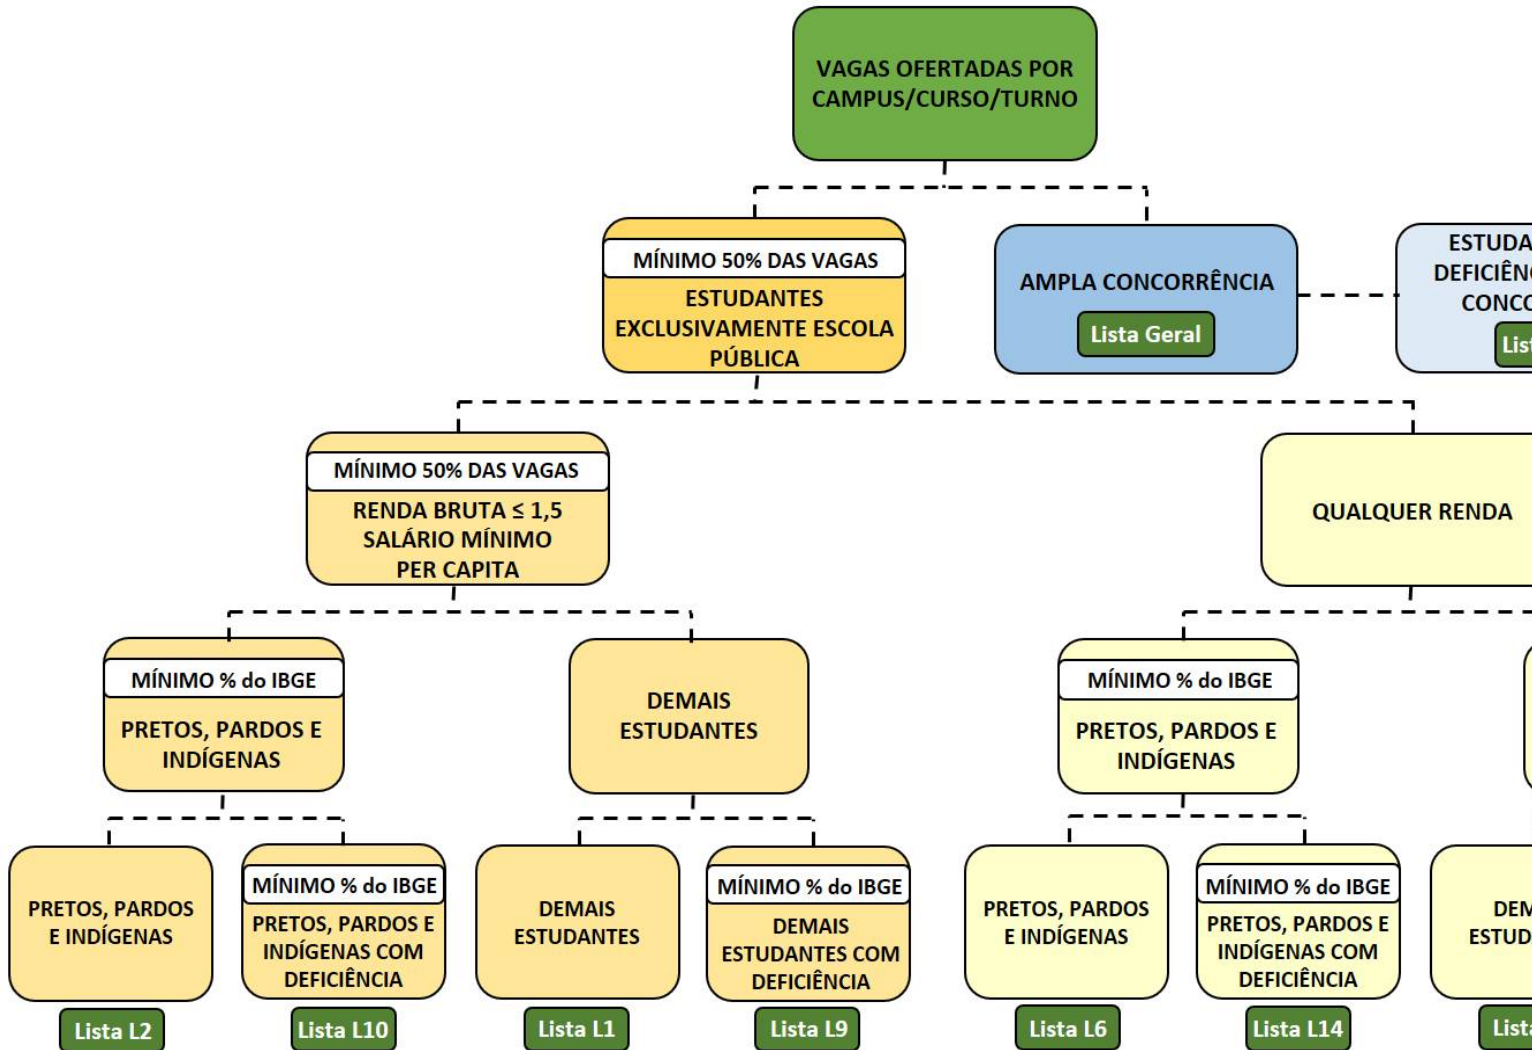 VAGAS OFERTADAS POR
CAMPUS/CURSO/TURNO
MÍNIMO 50% DAS VAGAS
ESTUDANTES
EXCLUSIVAMENTE ESCOLA
PÚBLICA
AMPLA CONCORRÊNCIA
Lista Geral
MÍNIMO 50% DAS VAGAS
RENDA BRUTA ≤ 1,5
SALÁRIO MÍNIMO
PER CAPITA
QUALQUER RENDA
MÍNIMO % do IBGE
PRETOS, PARDOS E
INDÍGENAS
DEMAIS
ESTUDANTES
MÍNIMO % do IBGE
PRETOS, PARDOS E
INDÍGENAS
PRETOS, PARDOS
E INDÍGENAS
Lista L2
MÍNIMO % do IBGE
PRETOS, PARDOS E
INDÍGENAS COM
DEFICIÊNCIA
Lista L10
DEMAIS
ESTUDANTES
Lista L1
MÍNIMO % do IBGE
DEMAIS
ESTUDANTES COM
DEFICIÊNCIA
Lista L9
PRETOS, PARDOS
E INDÍGENAS
Lista L6
MÍNIMO % do IBGE
PRETOS, PARDOS E
INDÍGENAS COM
DEFICIÊNCIA
Lista L14